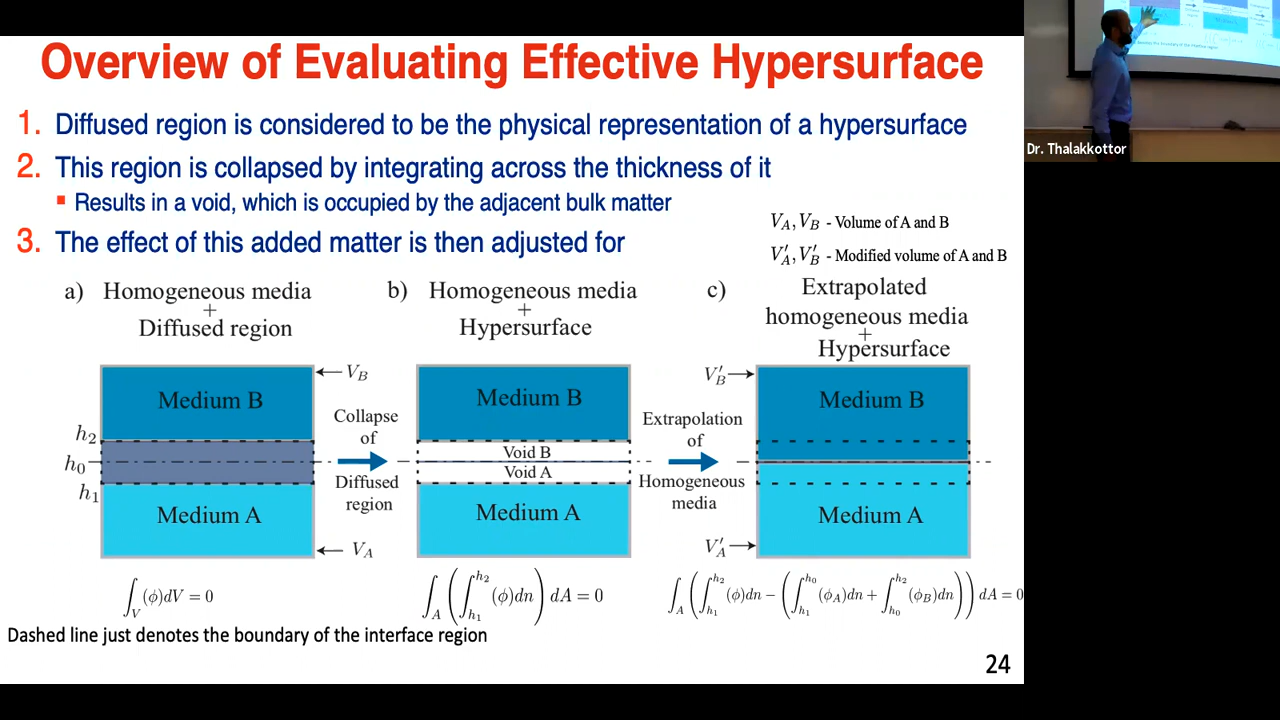 Overview of Evaluating Effective Hypersurface
1. Diffused region is considered to be the physical representation of a hypersurface
2. This region is collapsed by integrating across the thickness of it
▪ Results in a void, which is occupied by the adjacent bulk matter
3. The effect of this added matter is then adjusted for
V_A, V_B - Volume of A and B
V'_A, V'_B - Modified volume of A and B
a) Homogeneous media
+
Diffused region
b) Homogeneous media
+
Hypersurface
c) Extrapolated
homogeneous media
+
Hypersurface
Medium B
V_B
h_2
h_0
h_1
Medium A
V_A
Collapse
of
Diffused
region
Medium B
Void B
Void A
Medium A
Extrapolation
of
Homogeneous
media
V'_B
Medium B
Medium A
V'_A
∫_V (ϕ)dV = 0
∫_A (∫_{h_1}^{h_2} (ϕ)dn) dA = 0
∫_A (∫_{h_1}^{h_2} (ϕ)dn − (∫_{h_1}^{h_0} (ϕ_A)dn + ∫_{h_0}^{h_2} (ϕ_B)dn)) dA = 0
Dashed line just denotes the boundary of the interface region
24
Dr. Thalakkottor